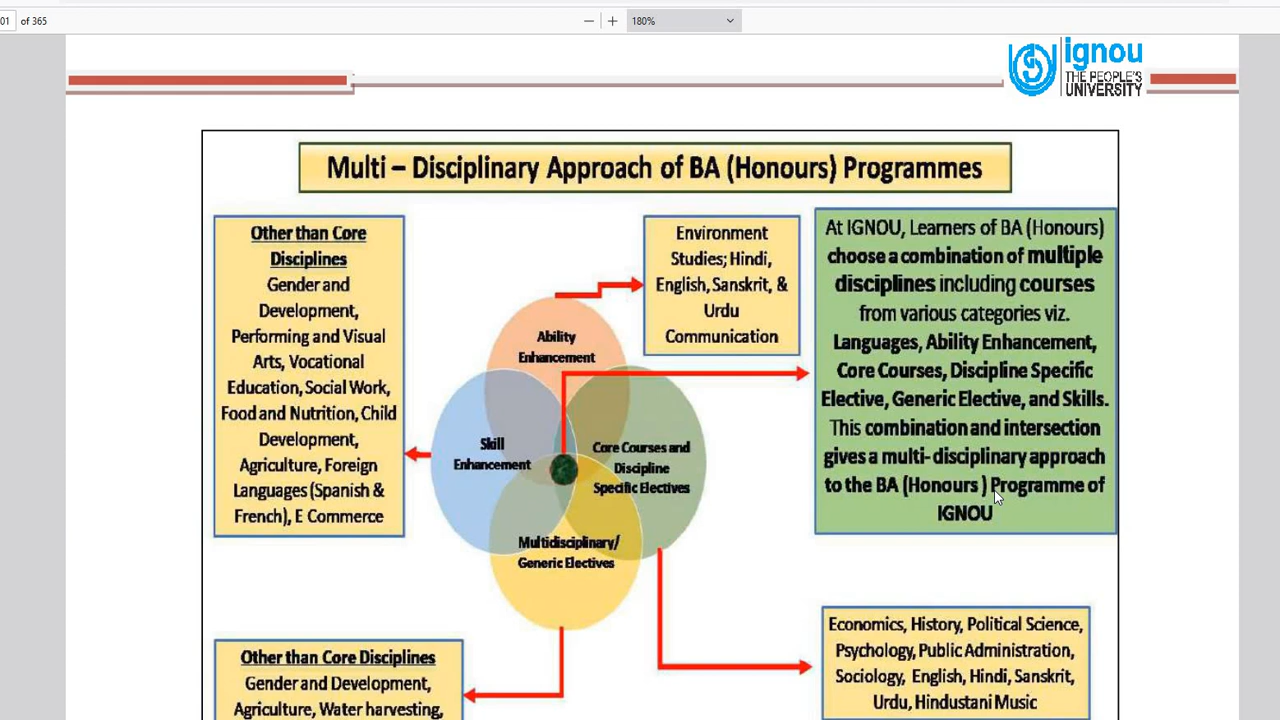 01 of 365
180%
ignou
THE PEOPLE'S
UNIVERSITY
Multi – Disciplinary Approach of BA (Honours) Programmes
Other than Core
Disciplines
Gender and
Development,
Performing and Visual
Arts, Vocational
Education, Social Work,
Food and Nutrition, Child
Development,
Agriculture, Foreign
Languages (Spanish &
French), E Commerce
Environment
Studies; Hindi,
English, Sanskrit, &
Urdu
Communication
At IGNOU, Learners of BA (Honours)
choose a combination of multiple
disciplines including courses
from various categories viz.
Languages, Ability Enhancement,
Core Courses, Discipline Specific
Elective, Generic Elective, and Skills.
This combination and intersection
gives a multi- disciplinary approach
to the BA (Honours ) Programme of
IGNOU
Ability
Enhancement
Skill
Enhancement
Core Courses and
Discipline
Specific Electives
Multidisciplinary/
Generic Electives
Other than Core Disciplines
Gender and Development,
Agriculture, Water harvesting,
Economics, History, Political Science,
Psychology, Public Administration,
Sociology, English, Hindi, Sanskrit,
Urdu, Hindustani Music